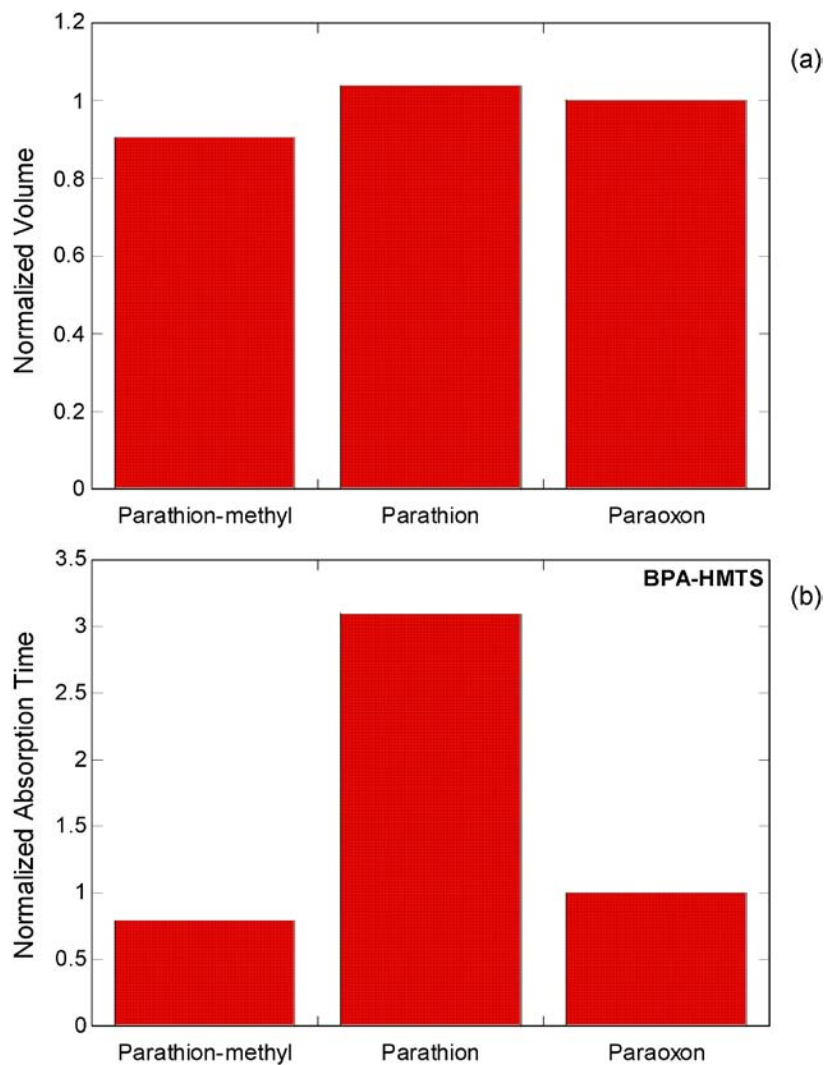 (a)
Normalized Volume
1.2
1
0.8
0.6
0.4
0.2
0
Parathion-methyl Parathion Paraoxon
(b)
BPA-HMTS
Normalized Absorption Time
3.5
3
2.5
2
1.5
1
0.5
0
Parathion-methyl Parathion Paraoxon